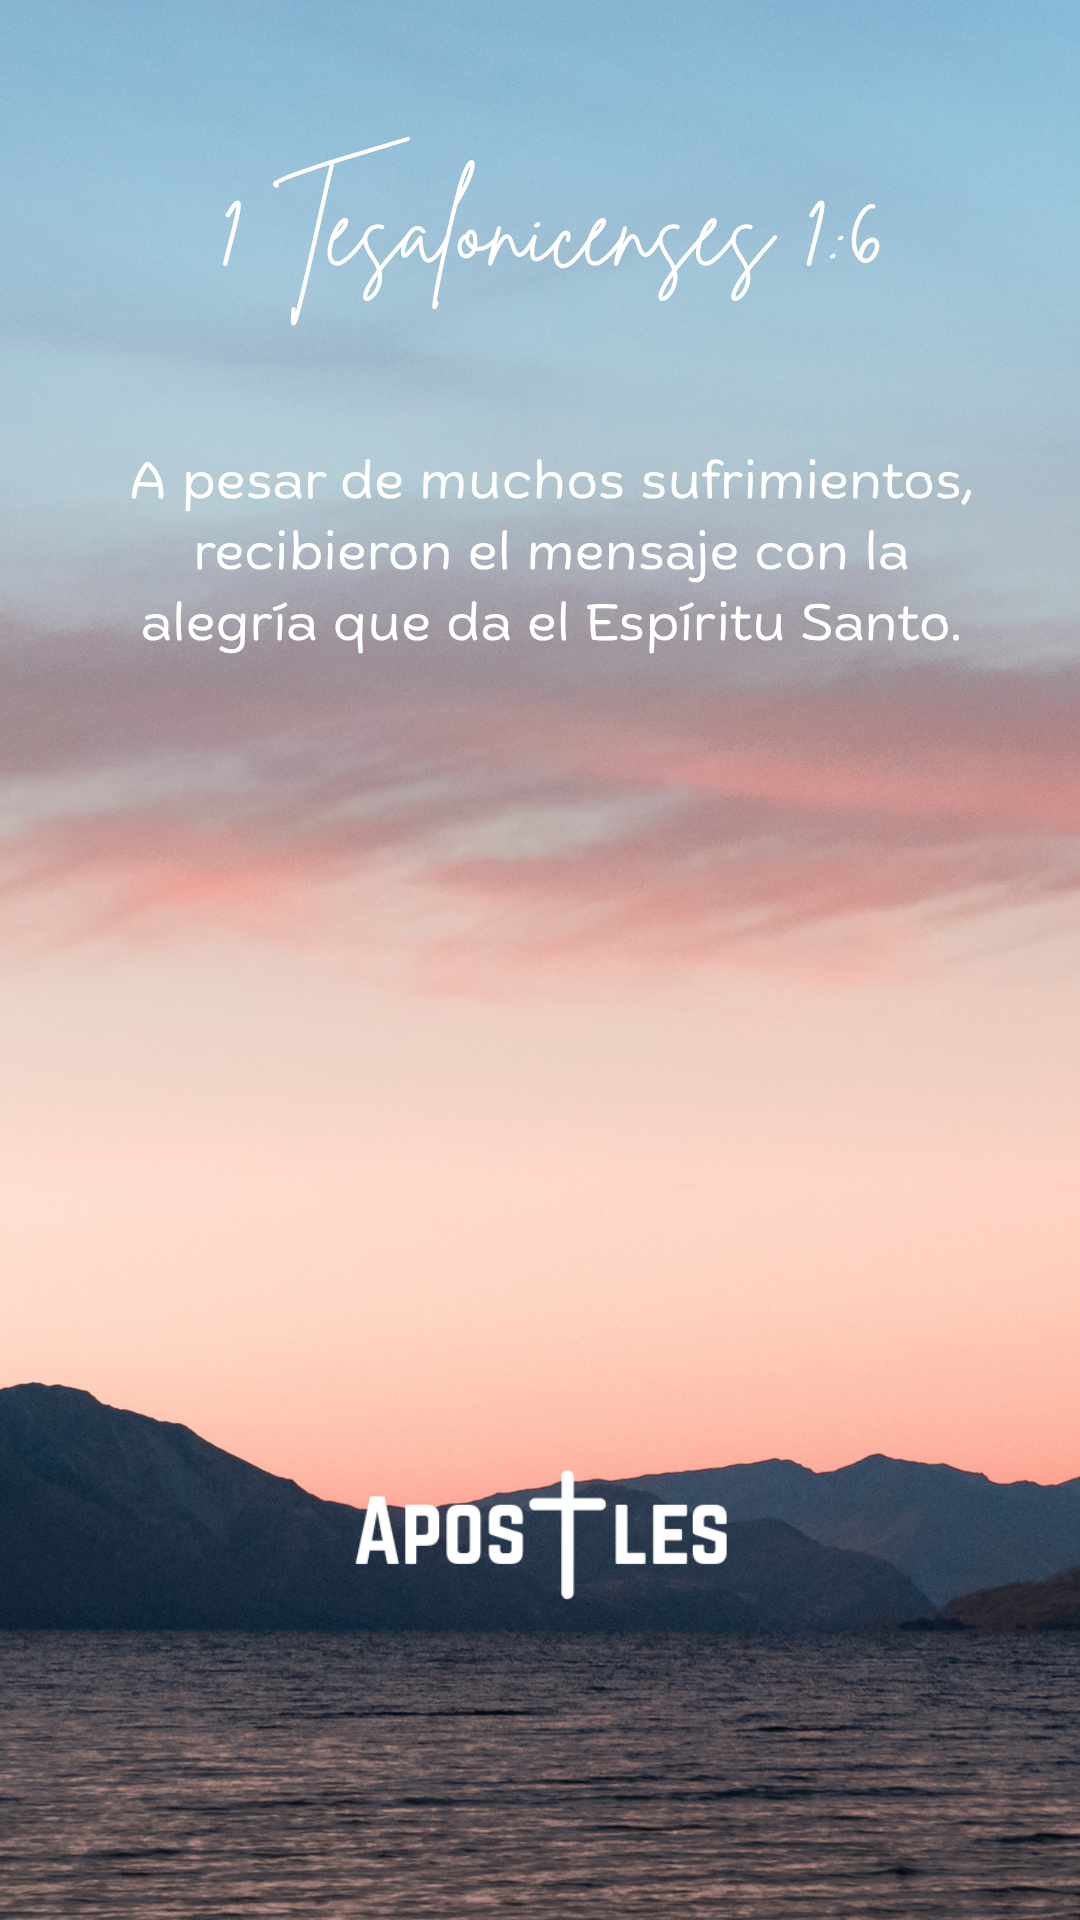 1 Tesalonicenses 1:6
A pesar de muchos sufrimientos,
recibieron el mensaje con la
alegría que da el Espíritu Santo.
APOSTLES